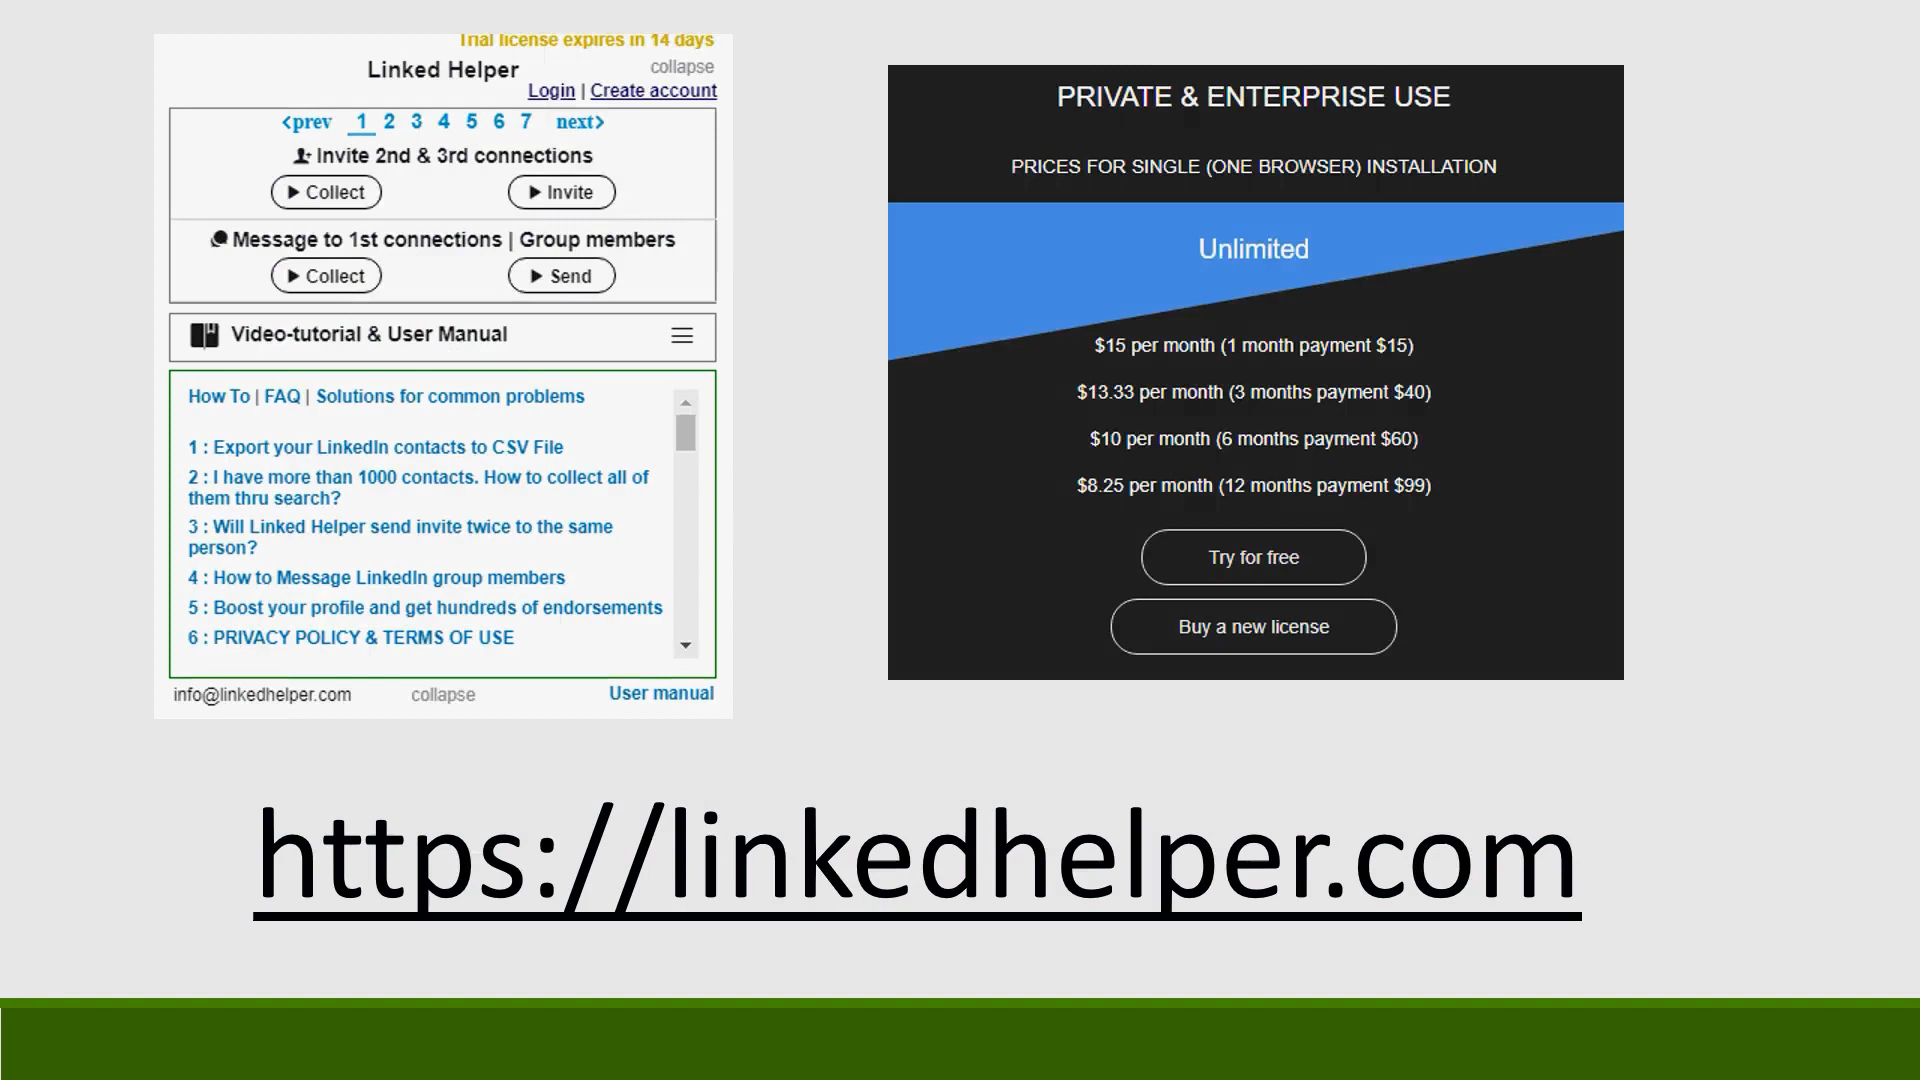 Trial license expires in 14 days
Linked Helper
collapse
Login | Create account
<prev 1 2 3 4 5 6 7 next>
Invite 2nd & 3rd connections
Collect Invite
Message to 1st connections | Group members
Collect Send
Video-tutorial & User Manual
How To | FAQ | Solutions for common problems
1 : Export your LinkedIn contacts to CSV File
2 : I have more than 1000 contacts. How to collect all of
them thru search?
3 : Will Linked Helper send invite twice to the same
person?
4 : How to Message LinkedIn group members
5 : Boost your profile and get hundreds of endorsements
6 : PRIVACY POLICY & TERMS OF USE
info@linkedhelper.com collapse User manual
PRIVATE & ENTERPRISE USE
PRICES FOR SINGLE (ONE BROWSER) INSTALLATION
Unlimited
$15 per month (1 month payment $15)
$13.33 per month (3 months payment $40)
$10 per month (6 months payment $60)
$8.25 per month (12 months payment $99)
Try for free
Buy a new license
https://linkedhelper.com